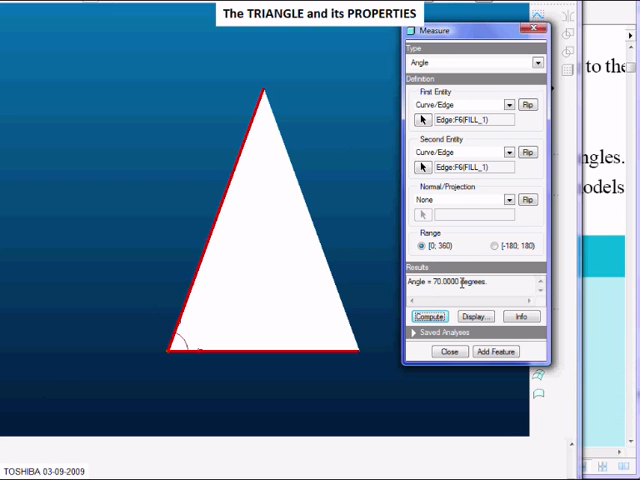 The TRIANGLE and its PROPERTIES
Measure
Type
Angle
Definition
First Entity
Curve/Edge
Flip
Edge:F6(FILL_1)
Second Entity
Curve/Edge
Flip
Edge:F6(FILL_1)
Normal/Projection
None
Flip
Range
[0; 360)
[-180; 180)
Results
Angle = 70.0000 degrees.
Compute
Display...
Info
Saved Analyses
Close
Add Feature
to the
ngles.
odels
TOSHIBA 03-09-2009